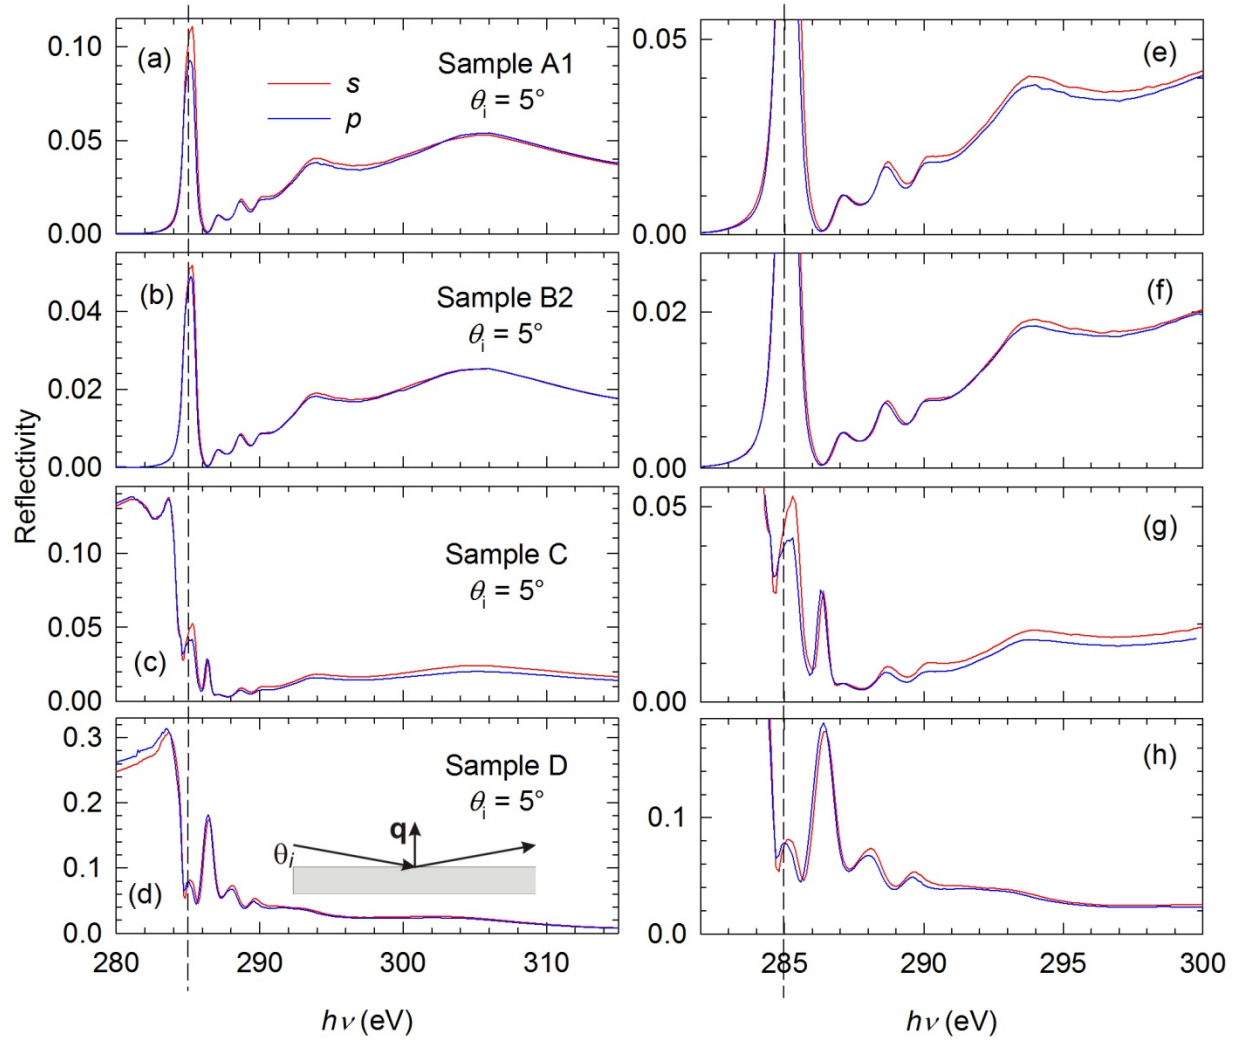 (a)
s
p
Sample A1
θi = 5°
0.10
0.05
0.00
(e)
0.05
0.00
(b)
Sample B2
θi = 5°
0.04
0.02
0.00
(f)
0.02
0.00
Reflectivity
Sample C
θi = 5°
(c)
0.10
0.05
0.00
(g)
0.05
0.00
Sample D
θi = 5°
q
θi
(d)
0.3
0.2
0.1
0.0
(h)
0.1
0.0
280 290 300 310
285 290 295 300
hν (eV)
hν (eV)